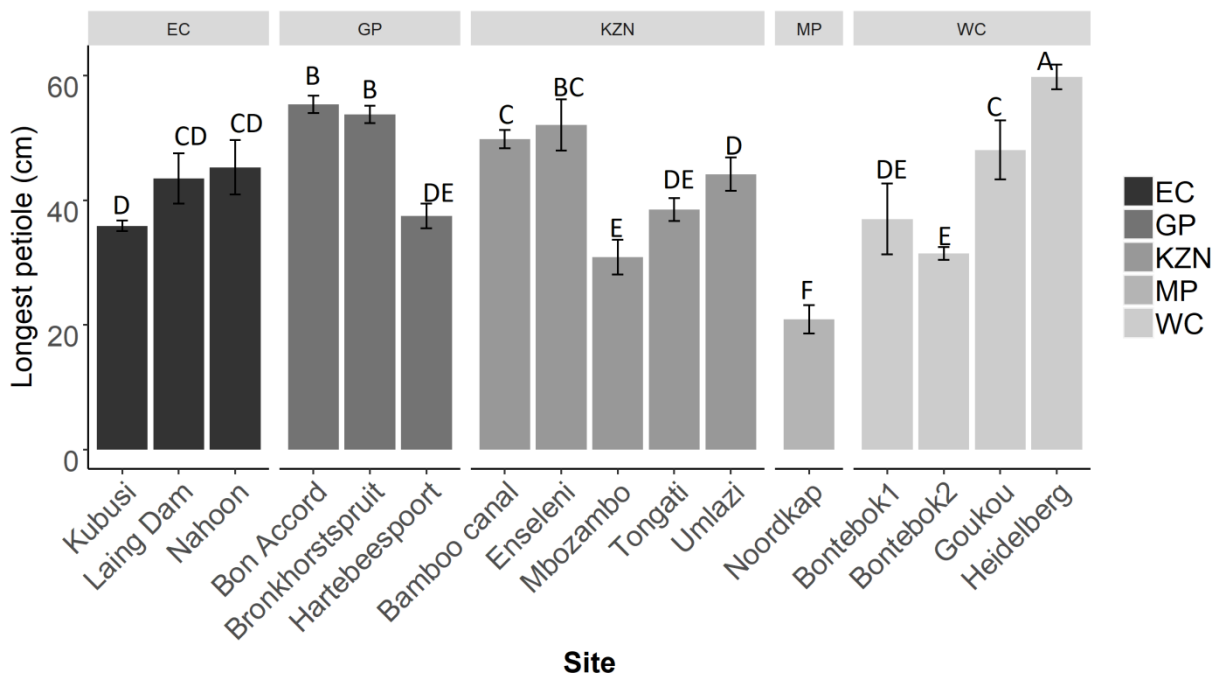 EC GP KZN MP WC
Longest petiole (cm)
60
40
20
0
D CD CD B B DE C BC E DE D F DE E C A
Kubusi
Laing Dam
Nahoon
Bon Accord
Bronkhorstspruit
Hartebeespoort
Bamboo canal
Enseleni
Mbozambo
Tongati
Umlazi
Noordkap
Bontebok1
Bontebok2
Goukou
Heidelberg
Site
EC
GP
KZN
MP
WC